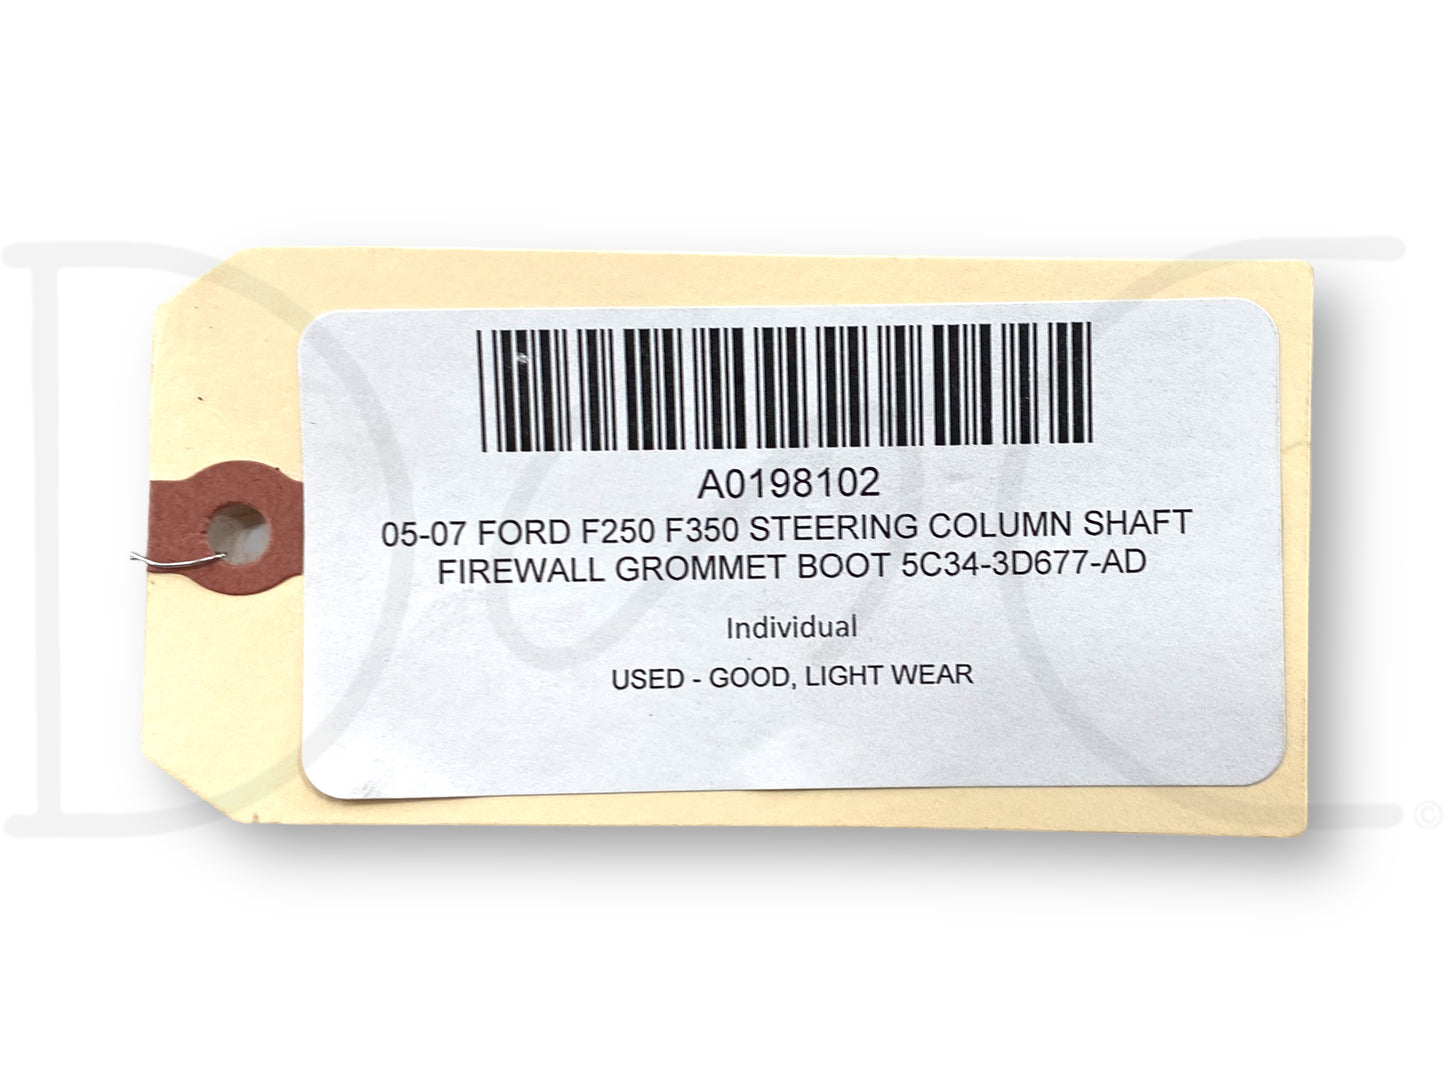 A0198102
05-07 FORD F250 F350 STEERING COLUMN SHAFT
FIREWALL GROMMET BOOT 5C34-3D677-AD
Individual
USED - GOOD, LIGHT WEAR
©